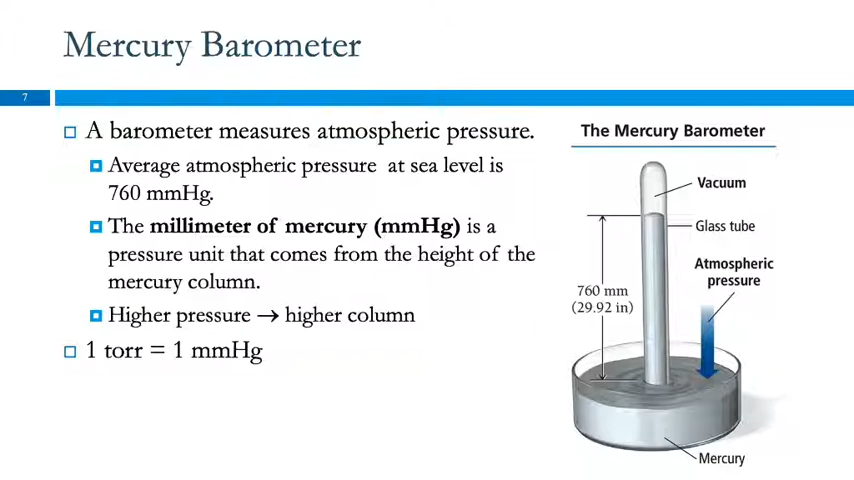 Mercury Barometer
7
A barometer measures atmospheric pressure.
Average atmospheric pressure at sea level is
760 mmHg.
The millimeter of mercury (mmHg) is a
pressure unit that comes from the height of the
mercury column.
Higher pressure → higher column
1 torr = 1 mmHg
The Mercury Barometer
Vacuum
Glass tube
Atmospheric
pressure
760 mm
(29.92 in)
Mercury